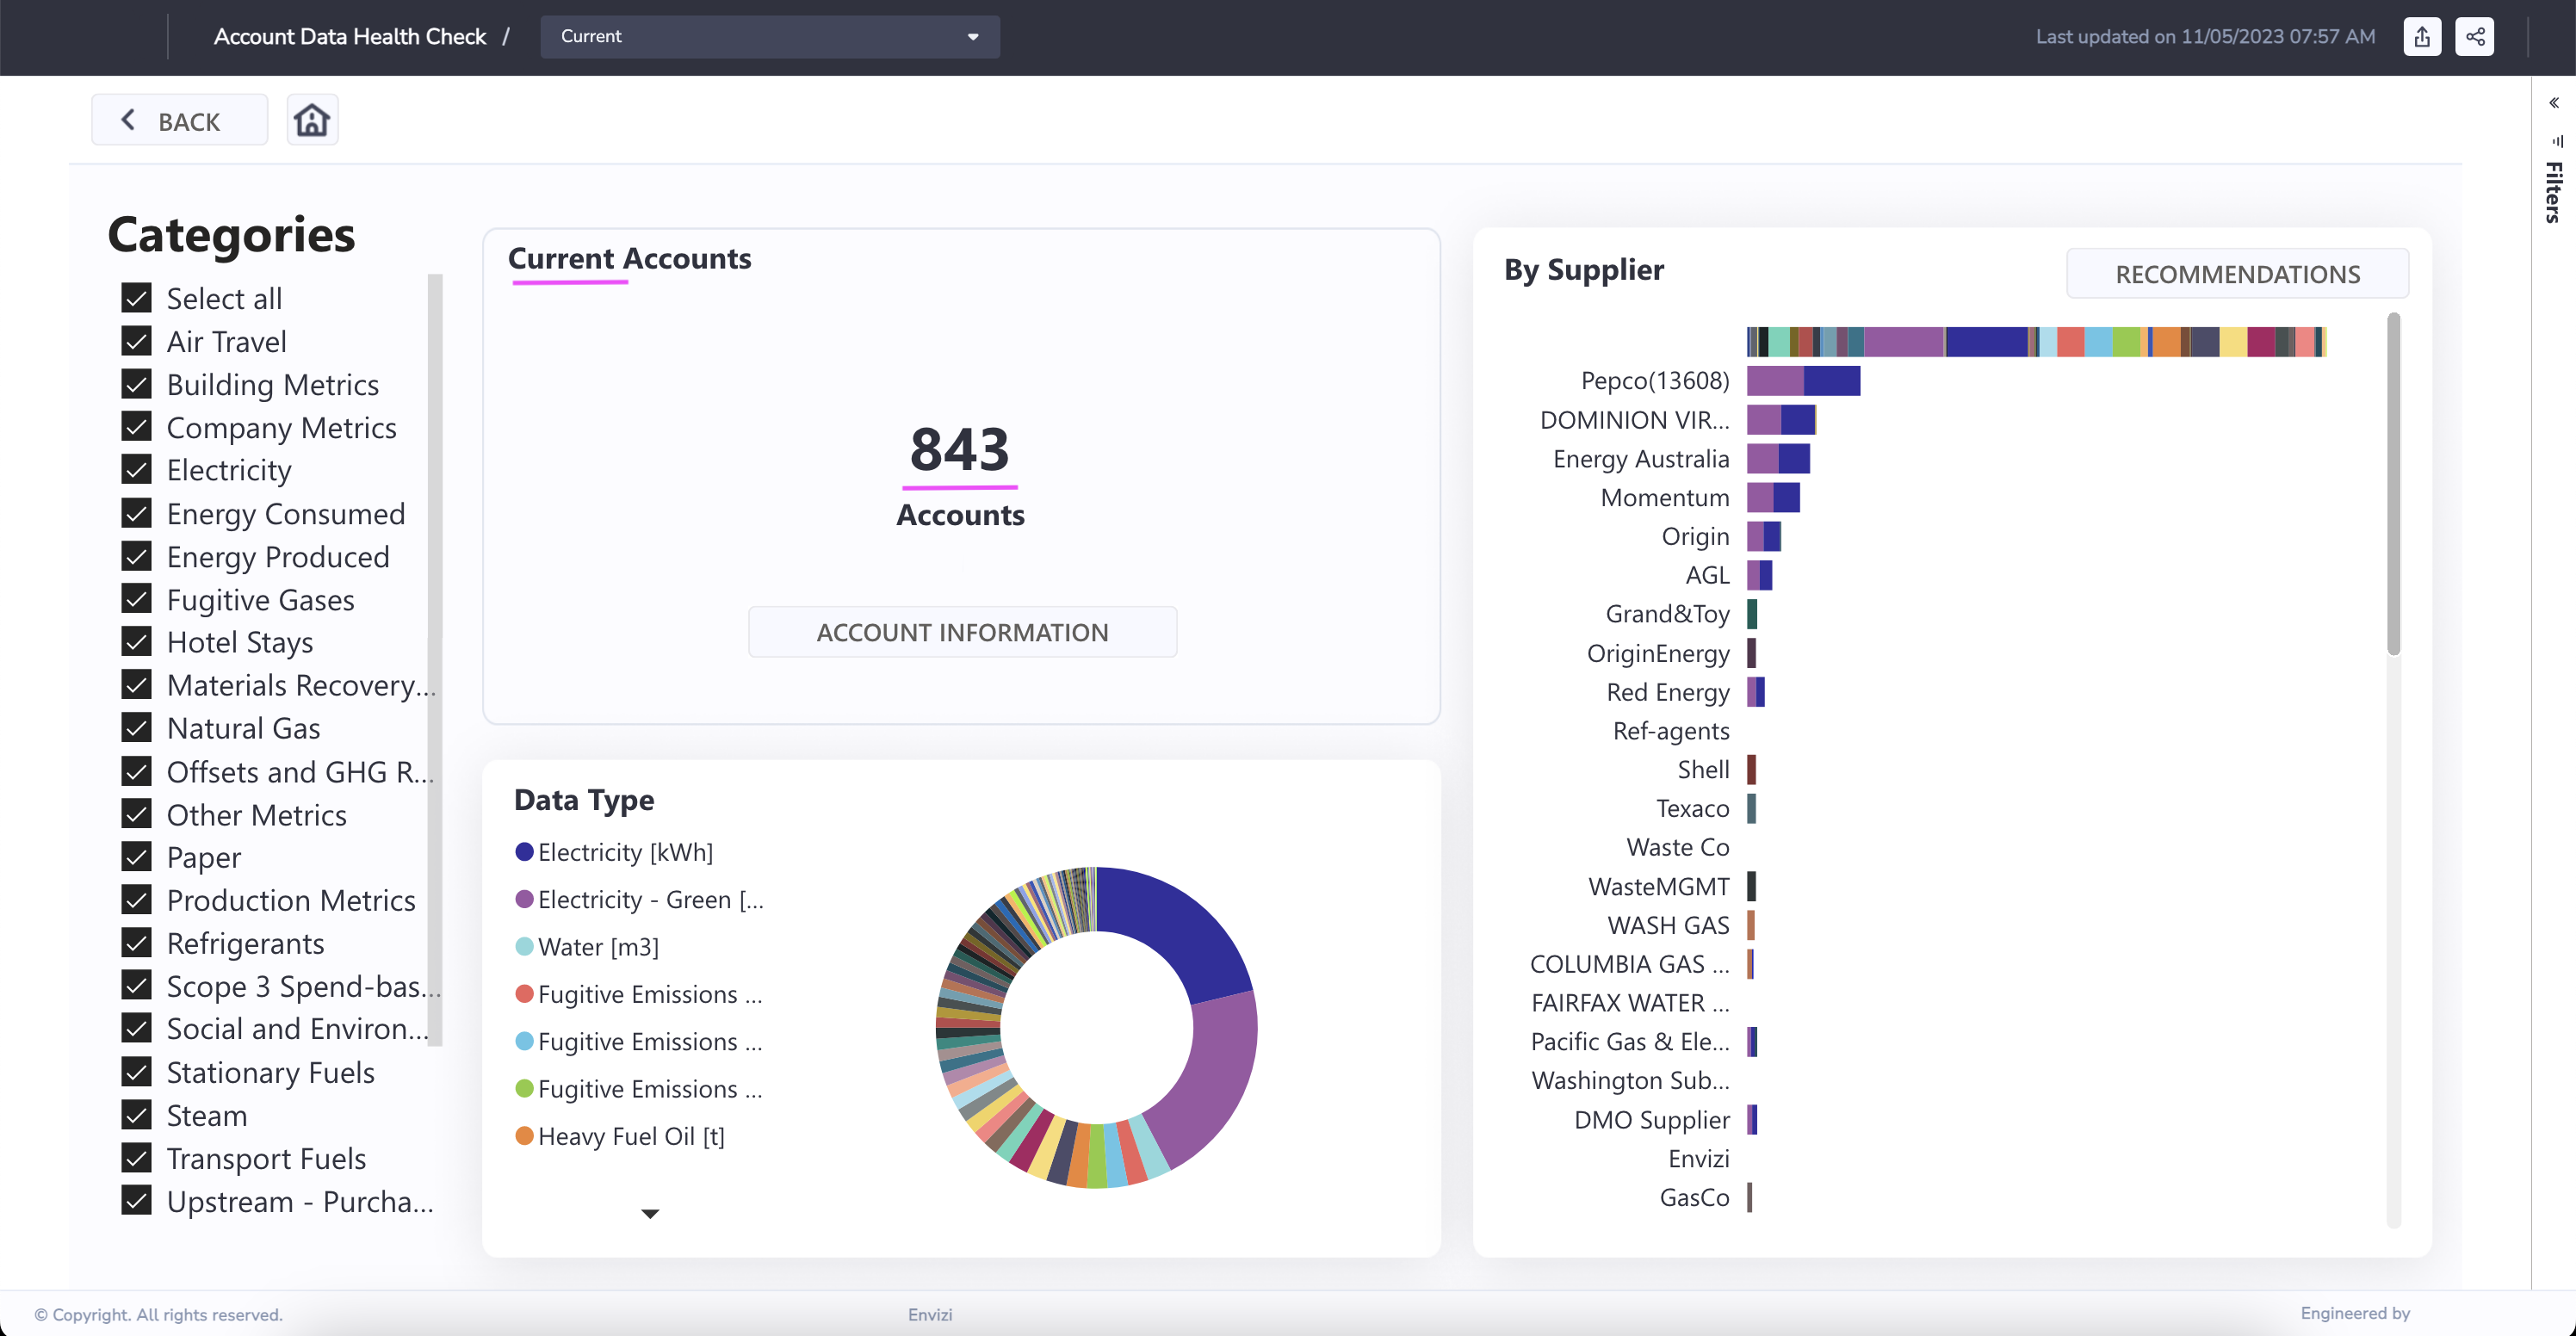 Account Data Health Check /
Current
Last updated on 11/05/2023 07:57 AM
BACK
Filters
Categories
Select all
Air Travel
Building Metrics
Company Metrics
Electricity
Energy Consumed
Energy Produced
Fugitive Gases
Hotel Stays
Materials Recovery...
Natural Gas
Offsets and GHG R...
Other Metrics
Paper
Production Metrics
Refrigerants
Scope 3 Spend-bas...
Social and Environ...
Stationary Fuels
Steam
Transport Fuels
Upstream - Purcha...
Current Accounts
843
Accounts
ACCOUNT INFORMATION
Data Type
Electricity [kWh]
Electricity - Green [...
Water [m3]
Fugitive Emissions ...
Fugitive Emissions ...
Fugitive Emissions ...
Heavy Fuel Oil [t]
By Supplier
RECOMMENDATIONS
Pepco(13608)
DOMINION VIR...
Energy Australia
Momentum
Origin
AGL
Grand&Toy
OriginEnergy
Red Energy
Ref-agents
Shell
Texaco
Waste Co
WasteMGMT
WASH GAS
COLUMBIA GAS ...
FAIRFAX WATER ...
Pacific Gas & Ele...
Washington Sub...
DMO Supplier
Envizi
GasCo
© Copyright. All rights reserved.
Envizi
Engineered by